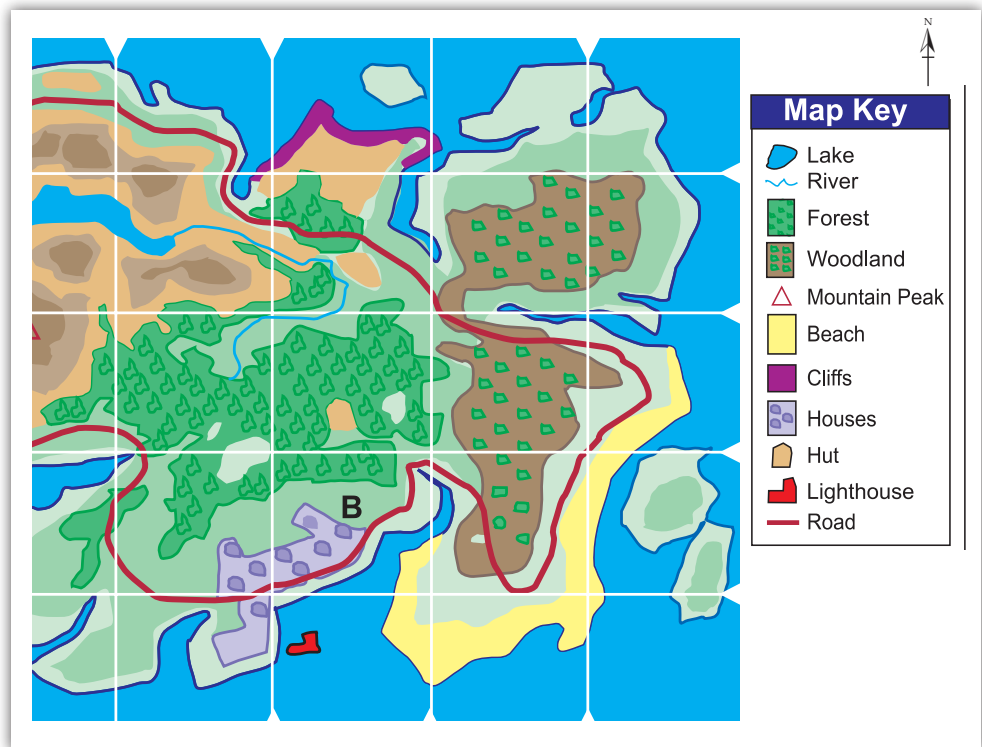 N
Map Key
Lake
River
Forest
Woodland
Mountain Peak
Beach
Cliffs
Houses
Hut
Lighthouse
Road
B